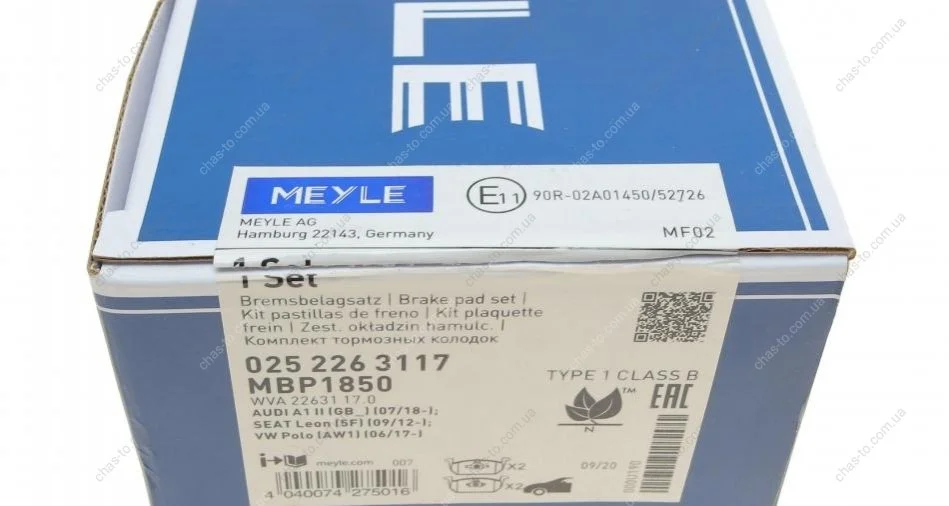 LE
MEYLE
E11 90R-02A01450/52726
MEYLE AG
Hamburg 22143, Germany
MF02
1 Set
Bremsbelagsatz | Brake pad set |
Kit pastillas de freno | Kit plaquette
frein | Zest. okładzin hamulc. |
Комплект тормозных колодок
025 226 3117
MBP1850
WVA 22631 17.0
AUDI A1 II (GB_) (07/18-);
SEAT Leon (5F) (09/12-);
VW Polo (AW1) (06/17-)
TYPE 1 CLASS B
TM
EAC
N
meyle.com 007
X2
X2
09/20
4 040074 275016
chas-to.com.ua